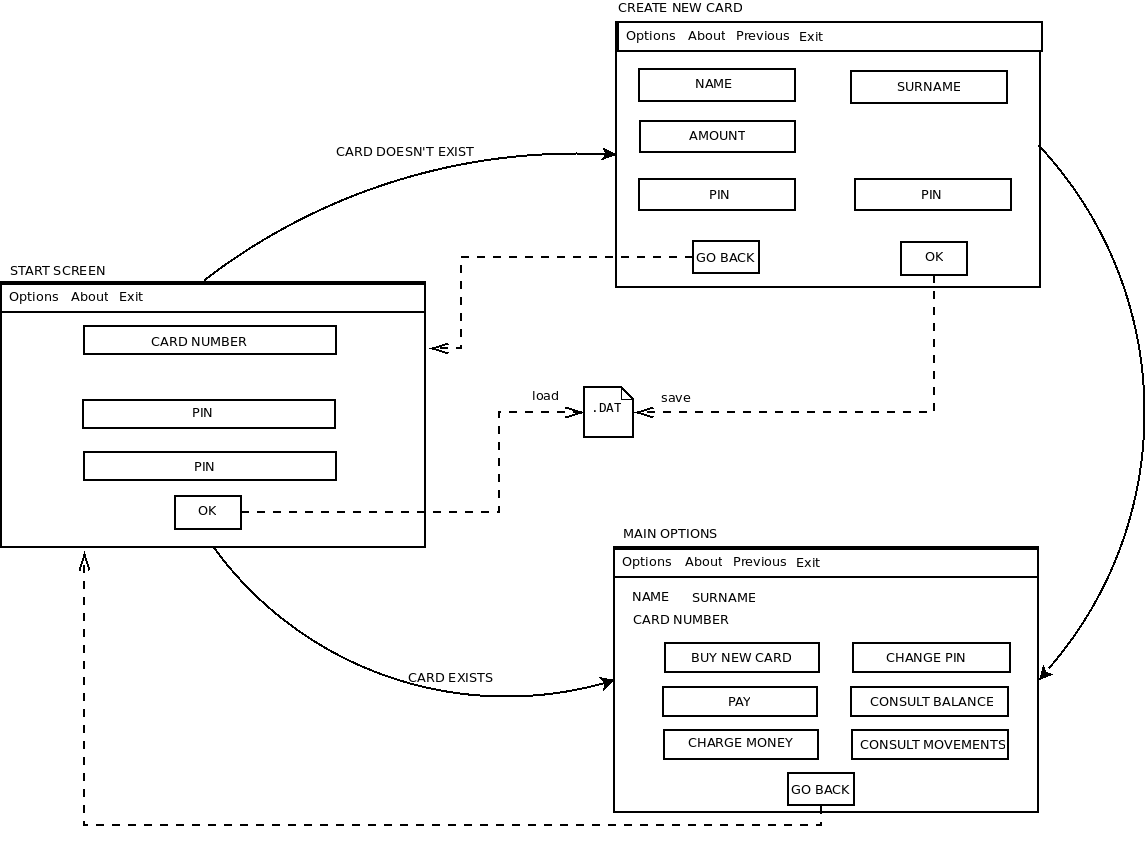 CREATE NEW CARD
Options About Previous Exit
NAME
SURNAME
AMOUNT
PIN
PIN
GO BACK
OK
CARD DOESN'T EXIST
START SCREEN
Options About Exit
CARD NUMBER
PIN
PIN
OK
load
.DAT
save
MAIN OPTIONS
Options About Previous Exit
NAME SURNAME
CARD NUMBER
BUY NEW CARD
CHANGE PIN
PAY
CONSULT BALANCE
CHARGE MONEY
CONSULT MOVEMENTS
GO BACK
CARD EXISTS